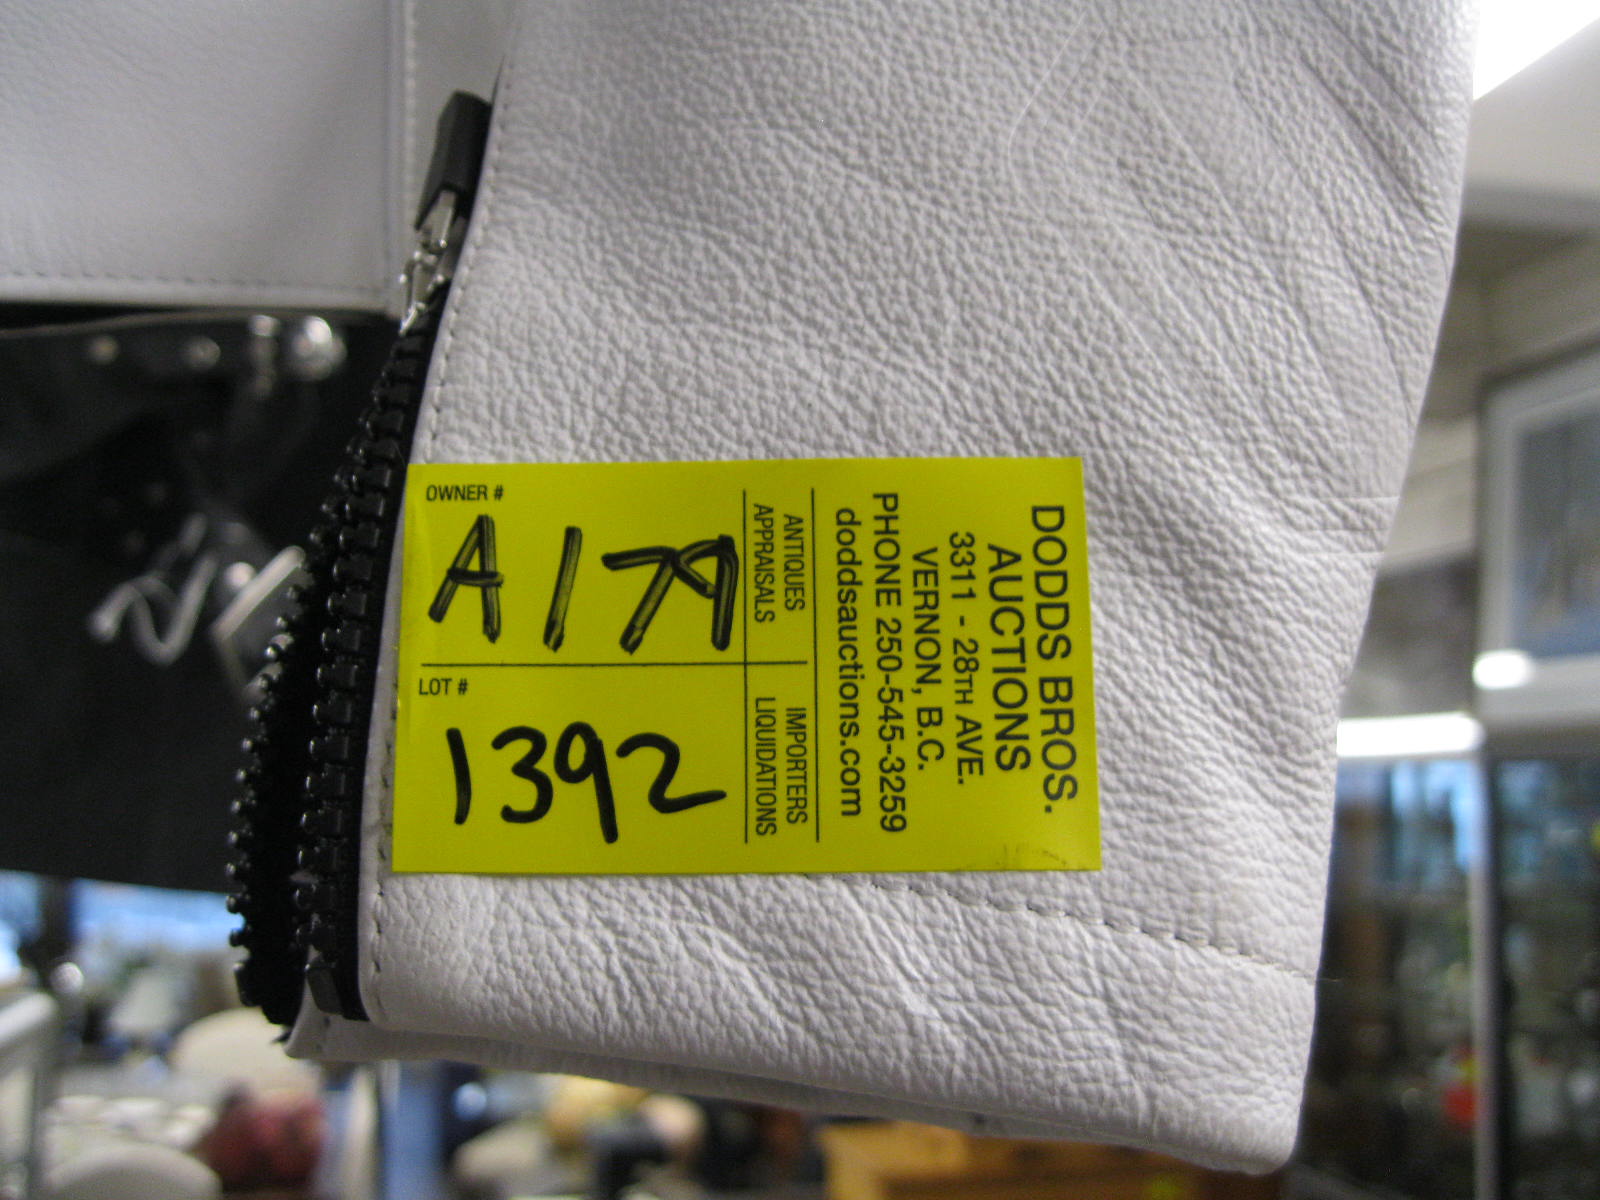 DODDS BROS.
AUCTIONS
3311 - 28TH AVE.
VERNON, B.C.
PHONE 250-545-3259
doddsauctions.com
ANTIQUES IMPORTERS
APPRAISALS LIQUIDATIONS
OWNER #
A1Я
LOT #
1392